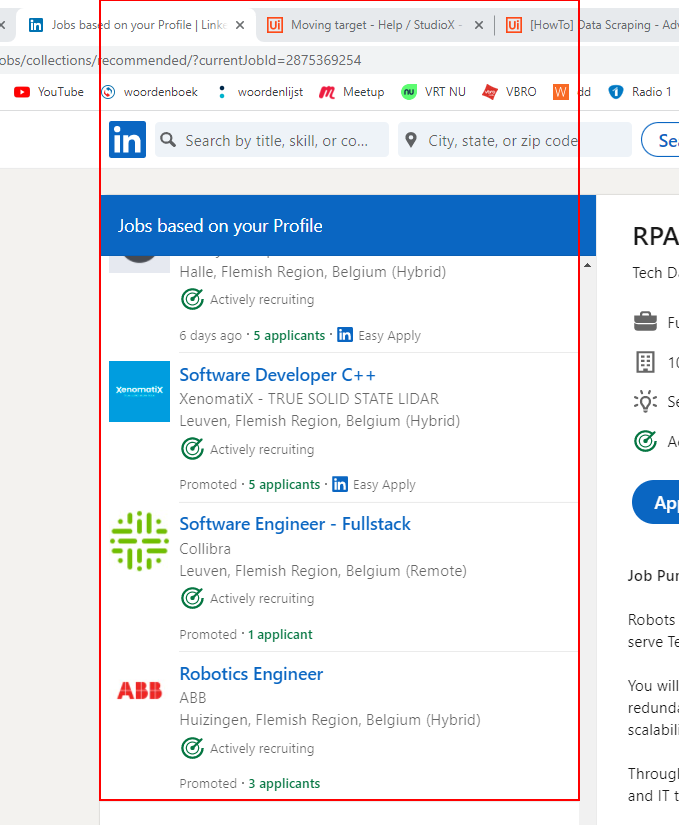 Jobs based on your Profile | Linke
Moving target - Help / StudioX -
[HowTo] Data Scraping - Adv
obs/collections/recommended/?currentJobId=2875369254
YouTube
woordenboek
woordenlijst
Meetup
VRT NU
VBRO
dd
Radio 1
in
Search by title, skill, or co...
City, state, or zip code
Sea
Jobs based on your Profile
Halle, Flemish Region, Belgium (Hybrid)
Actively recruiting
6 days ago · 5 applicants · in Easy Apply
XenomatiX
Software Developer C++
XenomatiX - TRUE SOLID STATE LIDAR
Leuven, Flemish Region, Belgium (Hybrid)
Actively recruiting
Promoted · 5 applicants · in Easy Apply
Software Engineer - Fullstack
Collibra
Leuven, Flemish Region, Belgium (Remote)
Actively recruiting
Promoted · 1 applicant
ABB
Robotics Engineer
ABB
Huizingen, Flemish Region, Belgium (Hybrid)
Actively recruiting
Promoted · 3 applicants
RPA
Tech Da
Fu
10
Se
Ac
App
Job Pur
Robots
serve Te
You will
redunda
scalabili
Through
and IT t